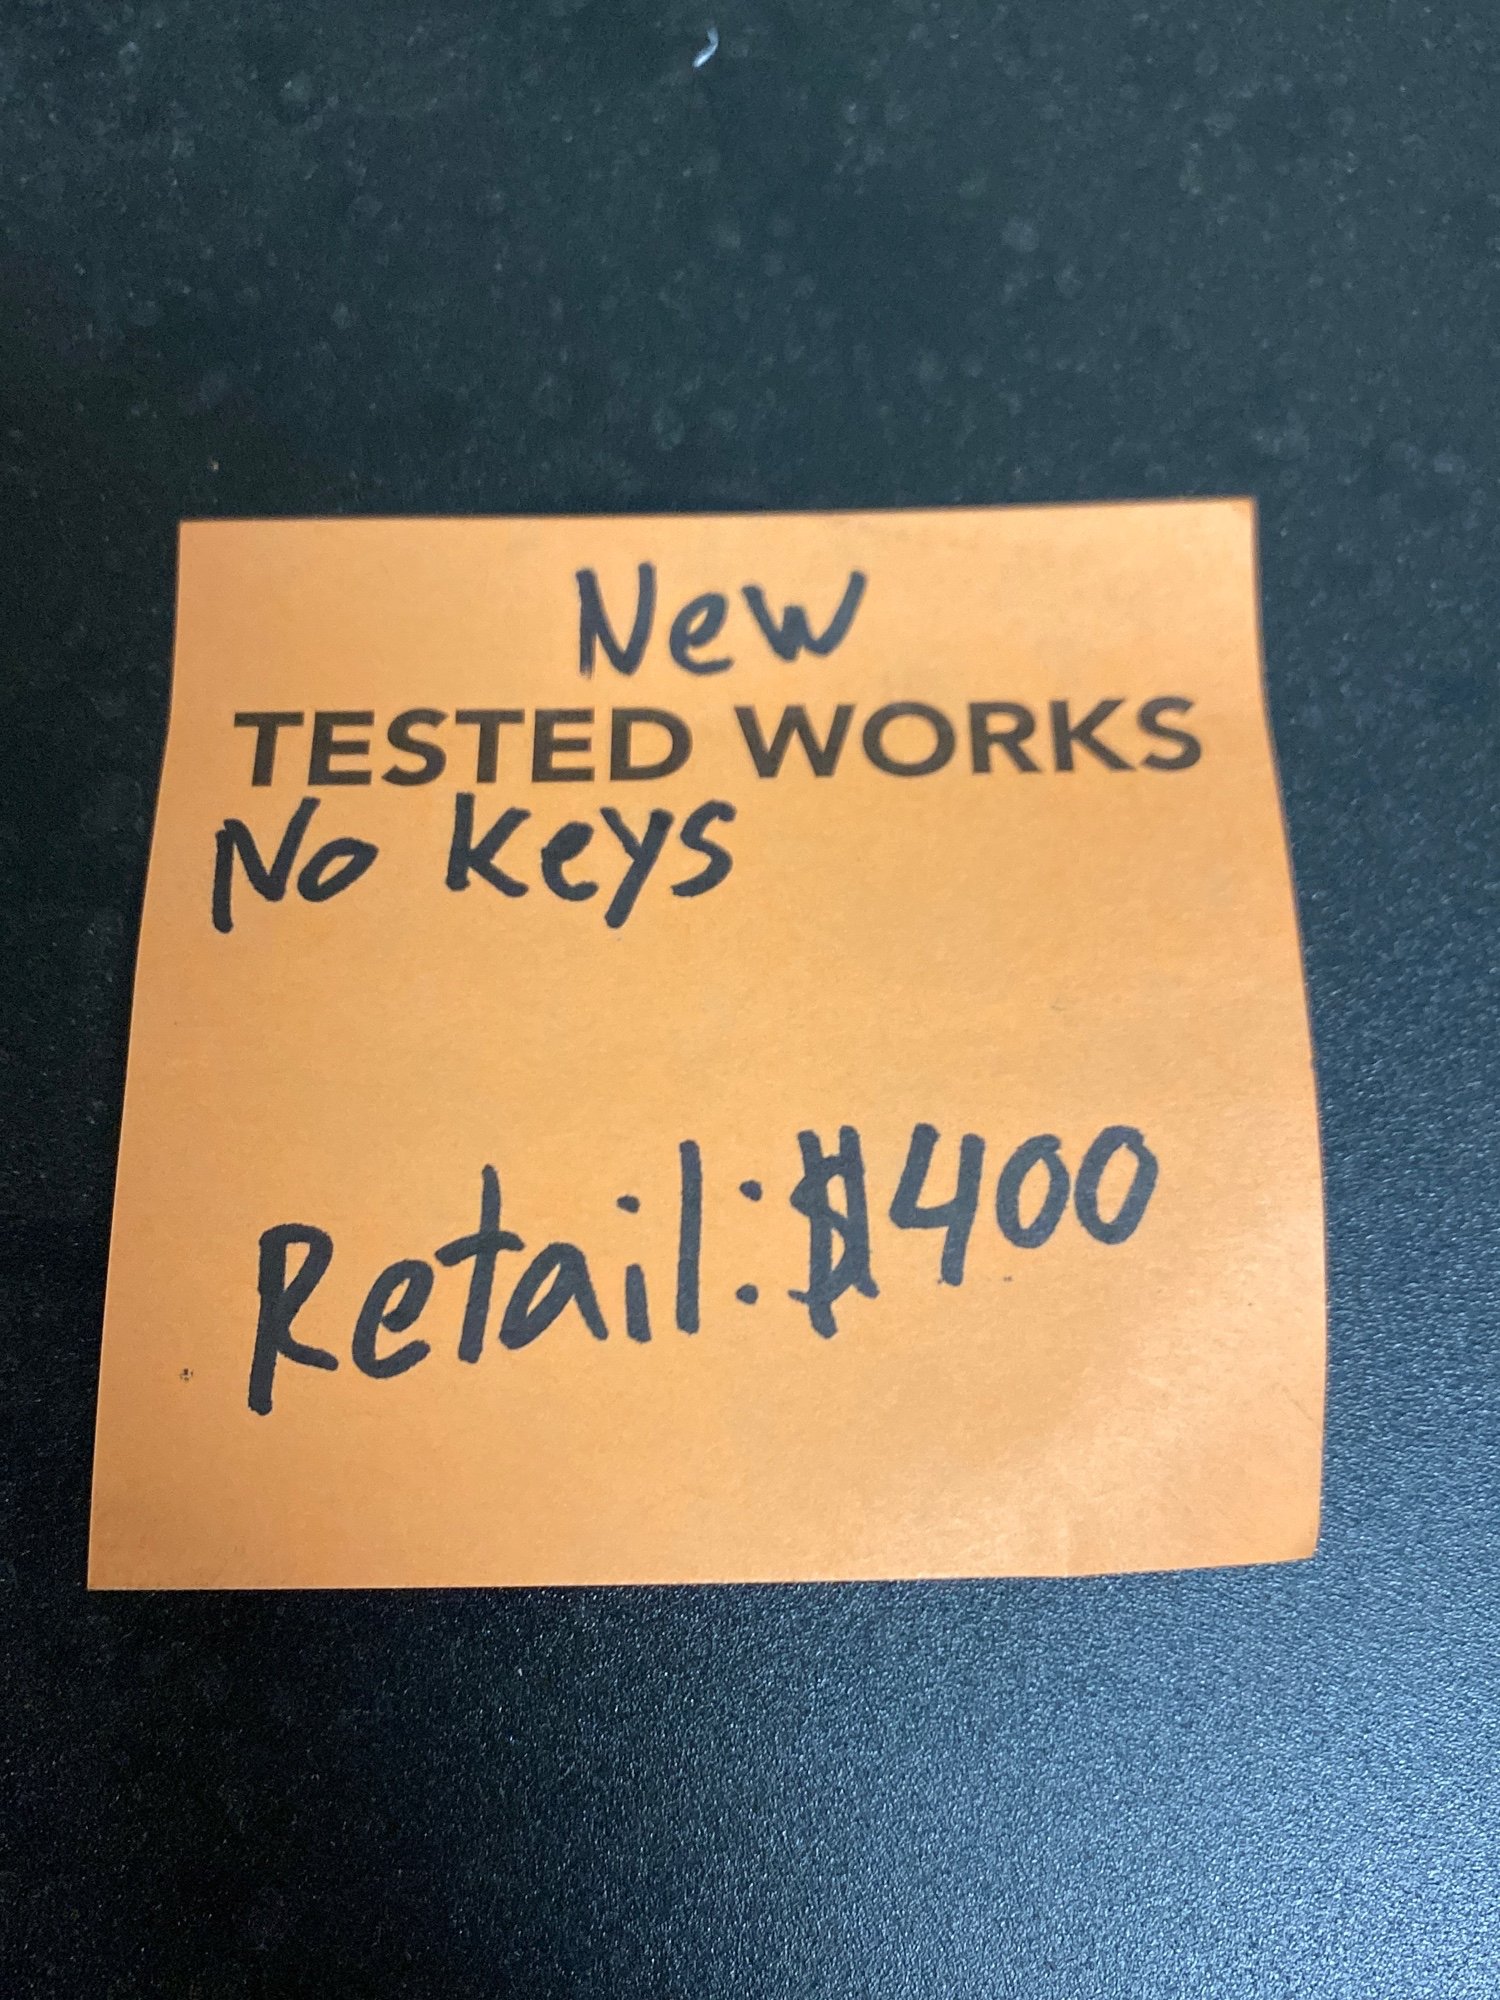 New
TESTED WORKS
No keys
Retail: $400